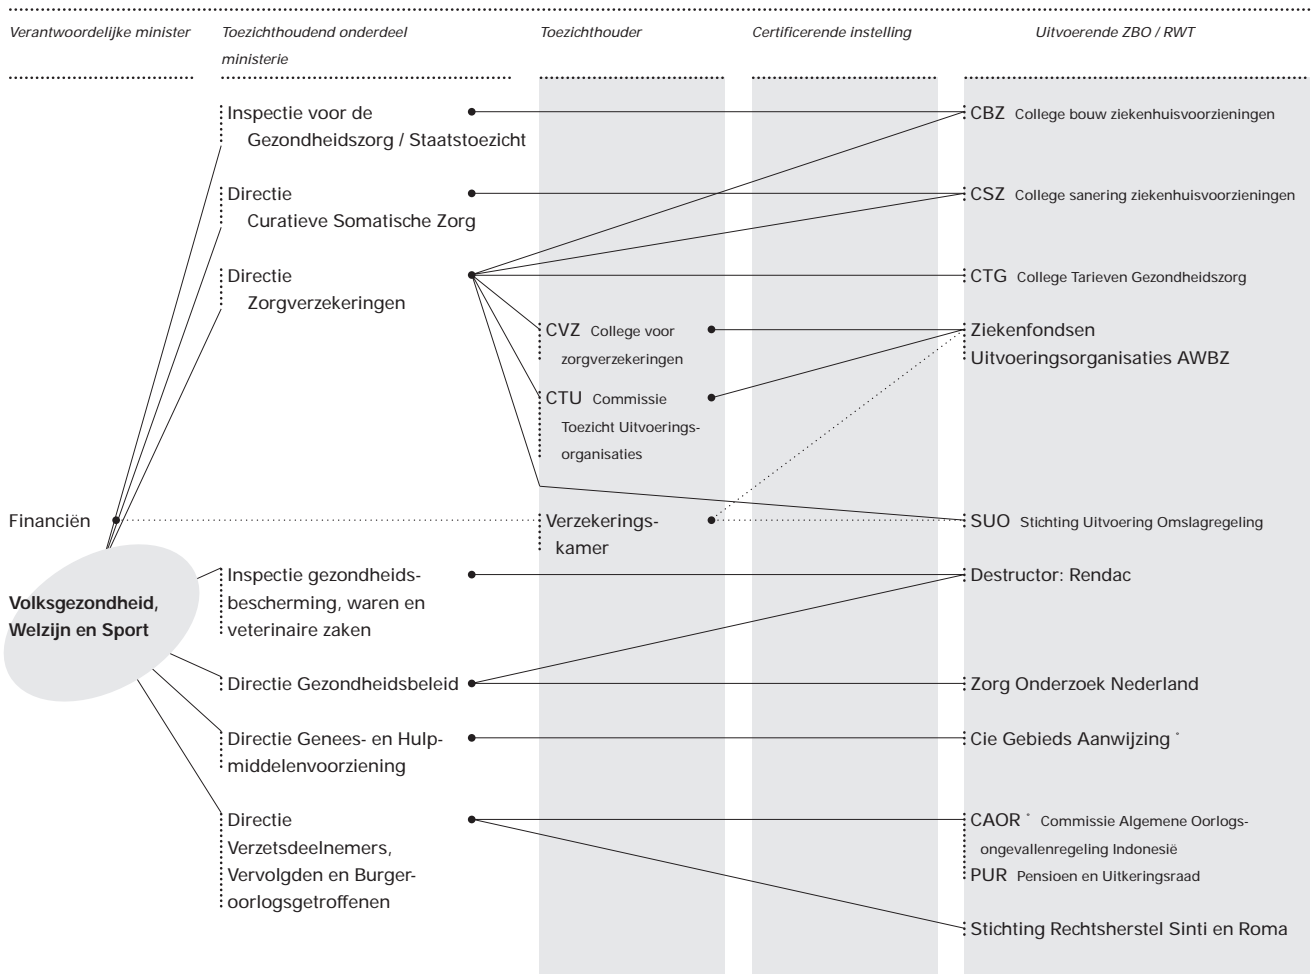 Verantwoordelijke minister
Toezichthoudend onderdeel
ministerie
Toezichthouder
Certificerende instelling
Uitvoerende ZBO / RWT
Inspectie voor de
Gezondheidszorg / Staatstoezicht
CBZ College bouw ziekenhuisvoorzieningen
Directie
Curatieve Somatische Zorg
CSZ College sanering ziekenhuisvoorzieningen
Directie
Zorgverzekeringen
CTG College Tarieven Gezondheidszorg
CVZ College voor
zorgverzekeringen
Ziekenfondsen
Uitvoeringsorganisaties AWBZ
CTU Commissie
Toezicht Uitvoerings-
organisaties
Financiën
Verzekerings-
kamer
SUO Stichting Uitvoering Omslagregeling
Volksgezondheid,
Welzijn en Sport
Inspectie gezondheids-
bescherming, waren en
veterinaire zaken
Destructor: Rendac
Directie Gezondheidsbeleid
Zorg Onderzoek Nederland
Directie Genees- en Hulp-
middelenvoorziening
Cie Gebieds Aanwijzing *
Directie
Verzetsdeelnemers,
Vervolgden en Burger-
oorlogsgetroffenen
CAOR * Commissie Algemene Oorlogs-
ongevallenregeling Indonesië
PUR Pensioen en Uitkeringsraad
Stichting Rechtsherstel Sinti en Roma